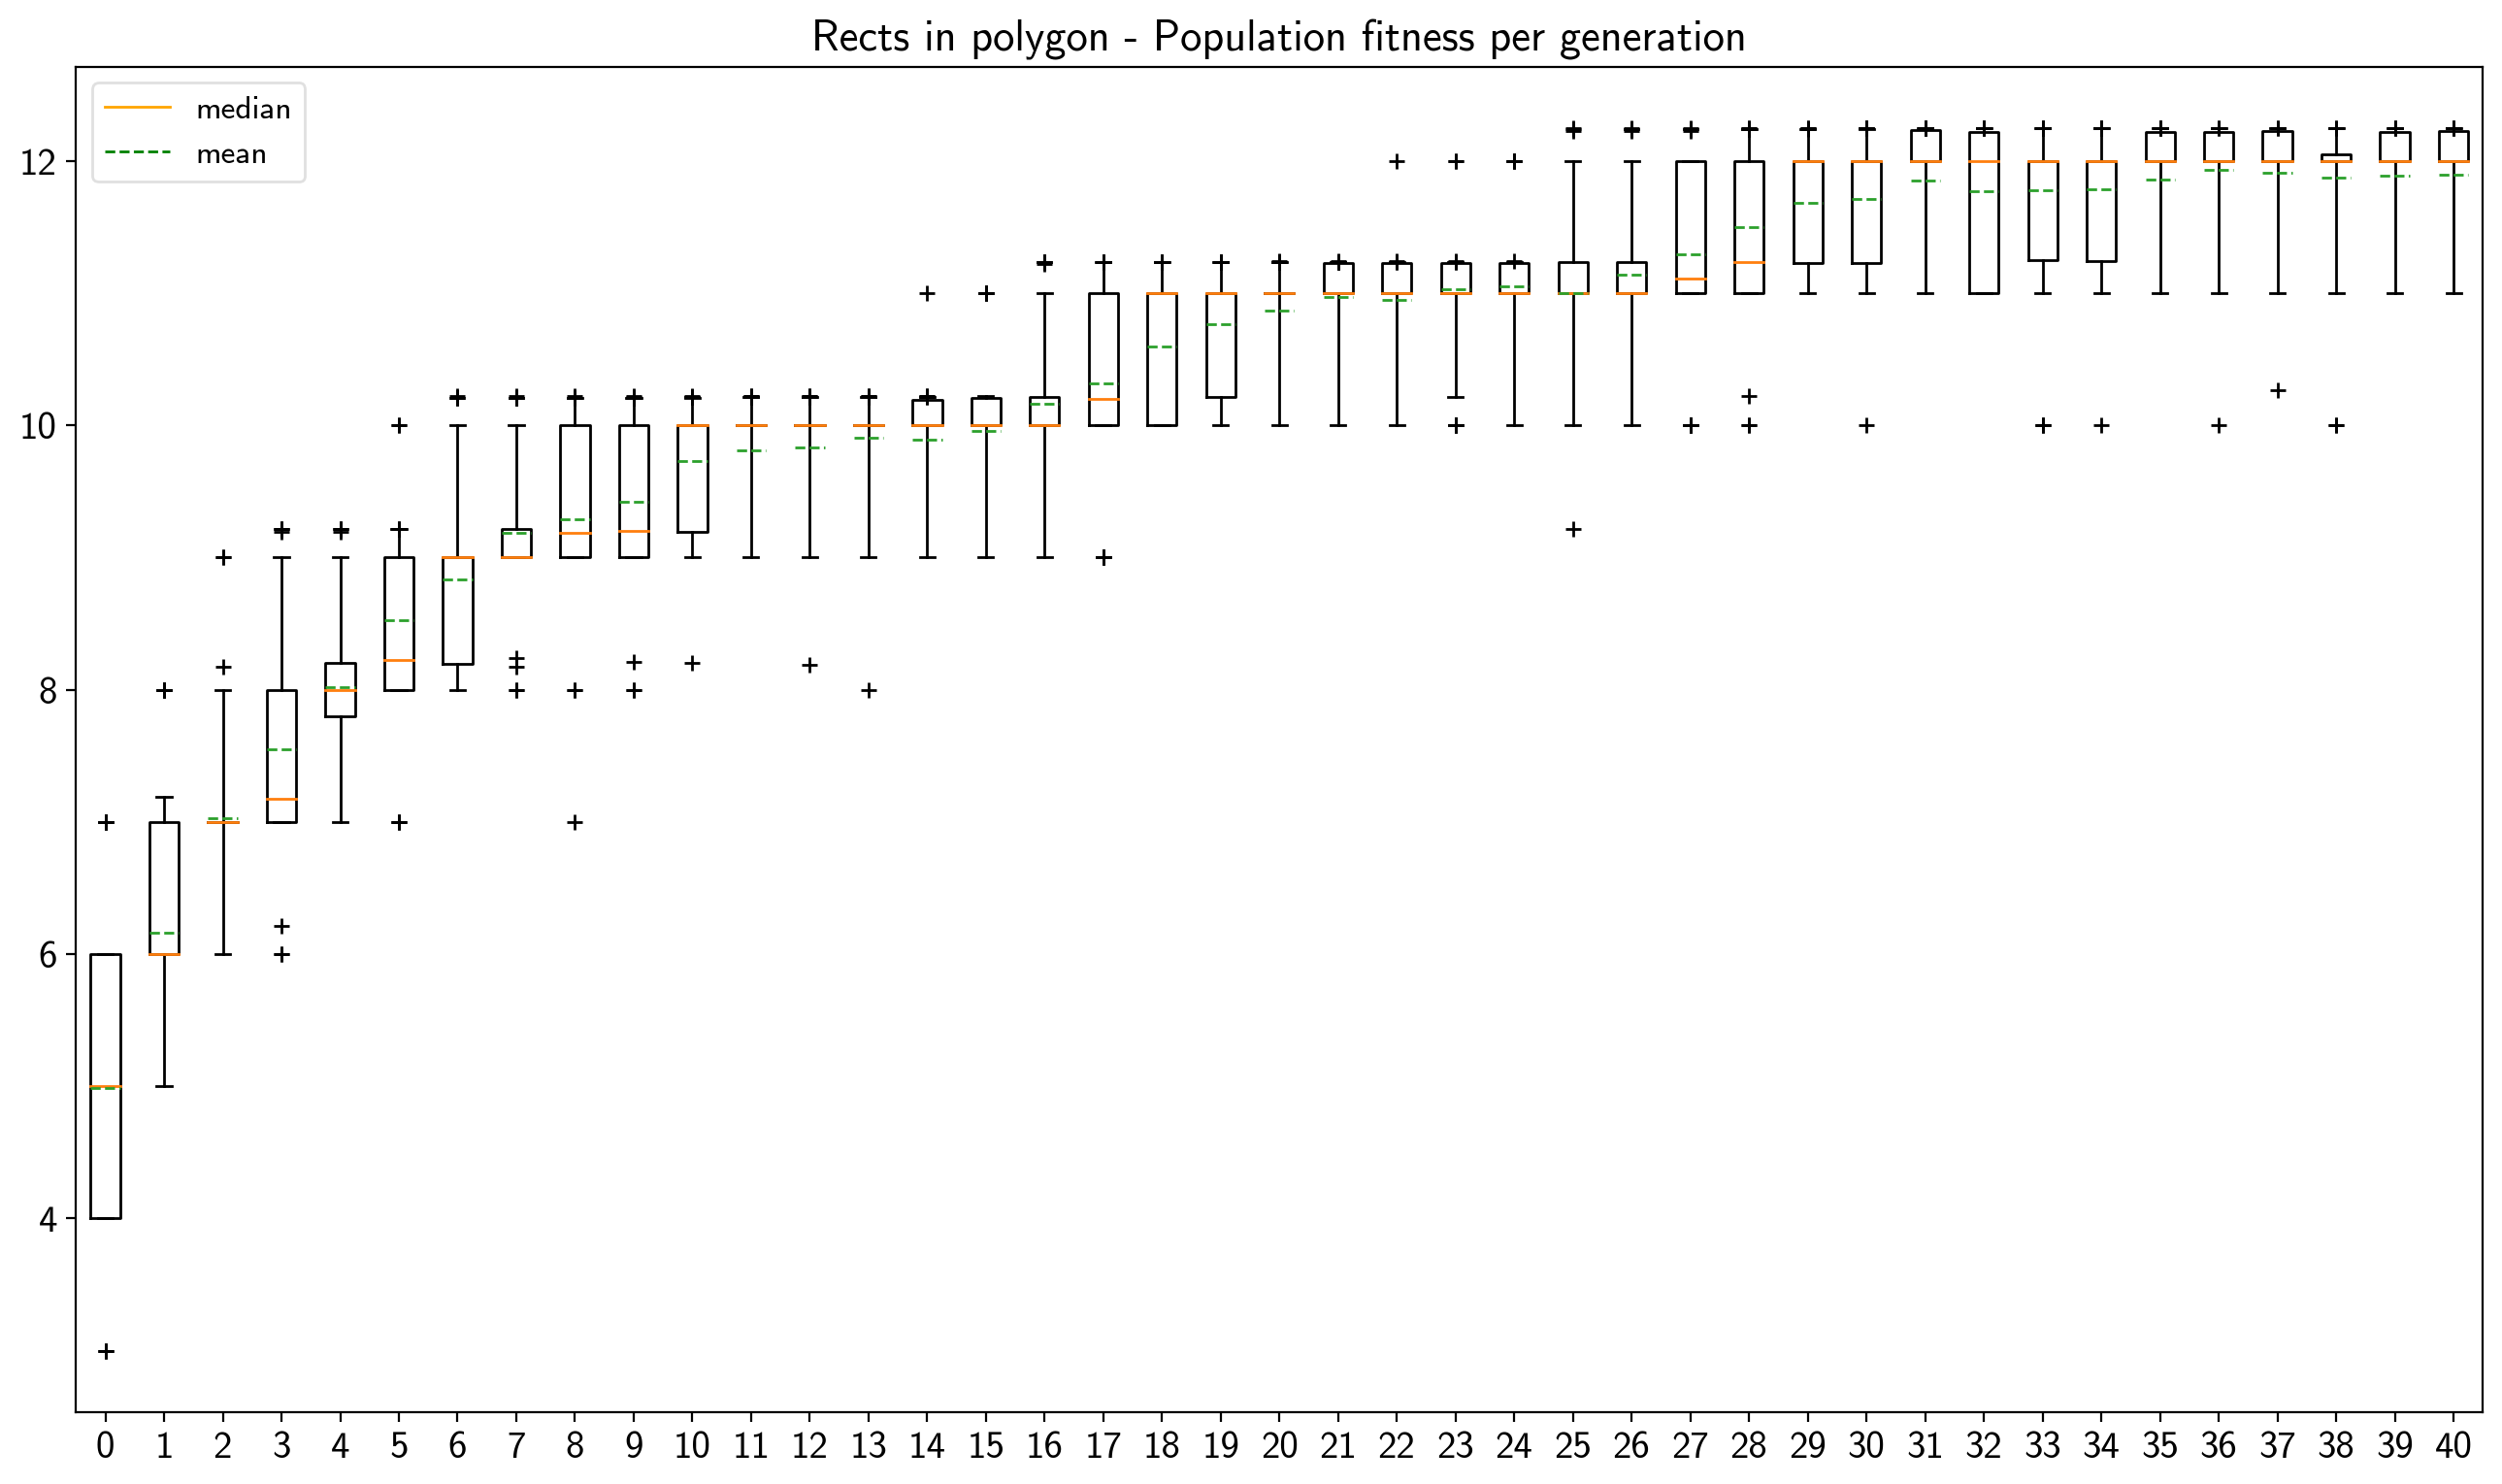 Rects in polygon - Population fitness per generation
median
mean
12
10
8
6
4
0 1 2 3 4 5 6 7 8 9 10 11 12 13 14 15 16 17 18 19 20 21 22 23 24 25 26 27 28 29 30 31 32 33 34 35 36 37 38 39 40